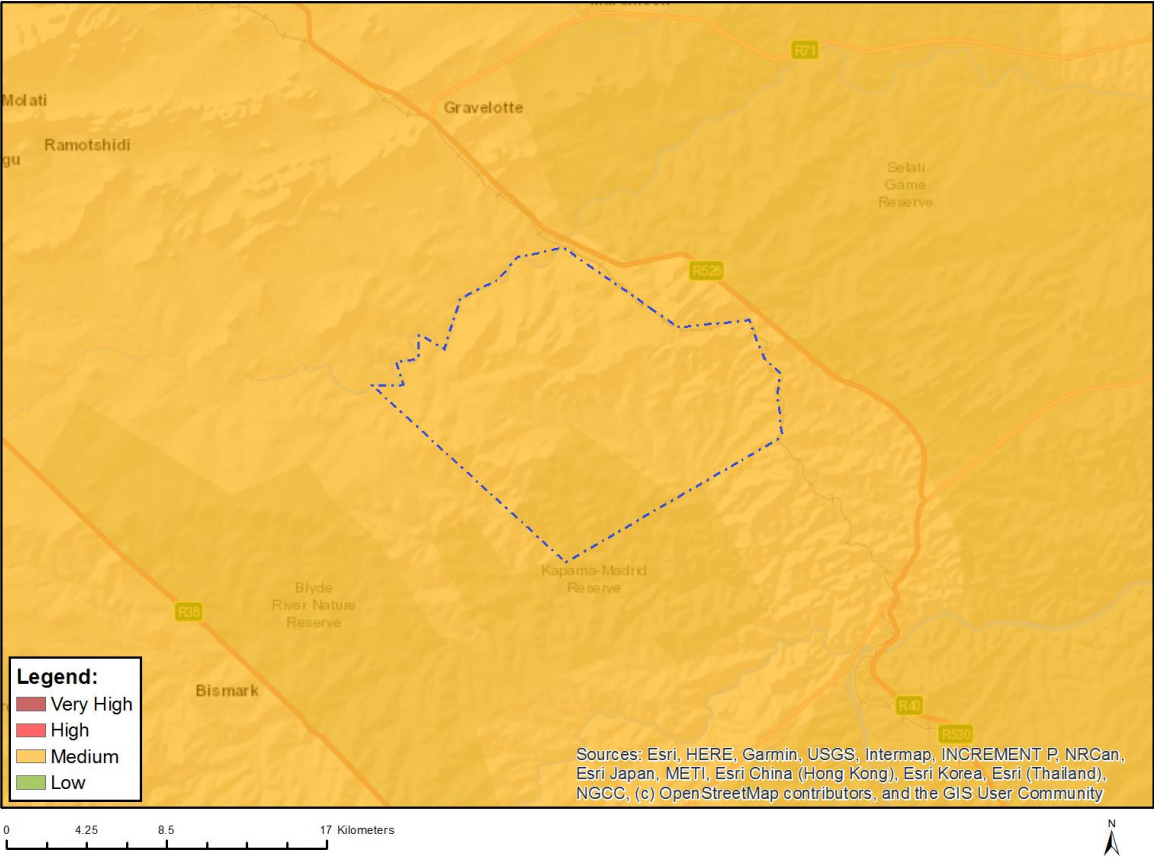 R71
Molati
Gravelotte
Ramotshidi
gu
Selati
Game
Reserve
R526
Kapama-Madrid
Reserve
Blyde
River Nature
Reserve
R36
Bismark
R40
R530
Legend:
Very High
High
Medium
Low
Sources: Esri, HERE, Garmin, USGS, Intermap, INCREMENT P, NRCan,
Esri Japan, METI, Esri China (Hong Kong), Esri Korea, Esri (Thailand),
NGCC, (c) OpenStreetMap contributors, and the GIS User Community
0 4.25 8.5 17 Kilometers
N